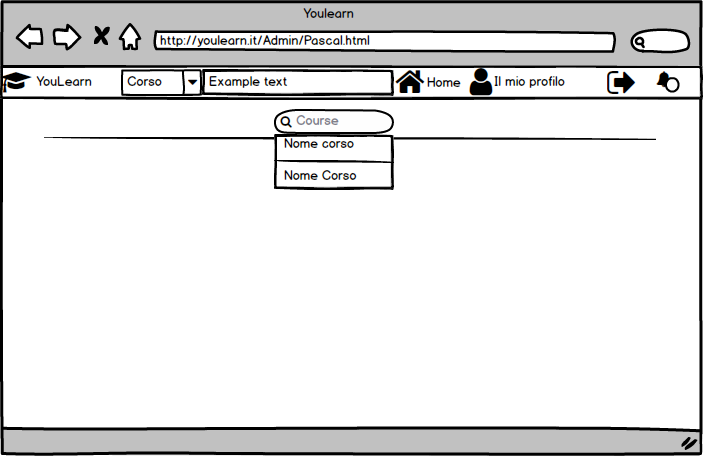 Youlearn
http://youlearn.it/Admin/Pascal.html
YouLearn Corso Example text Home Il mio profilo
Course
Nome corso
Nome Corso